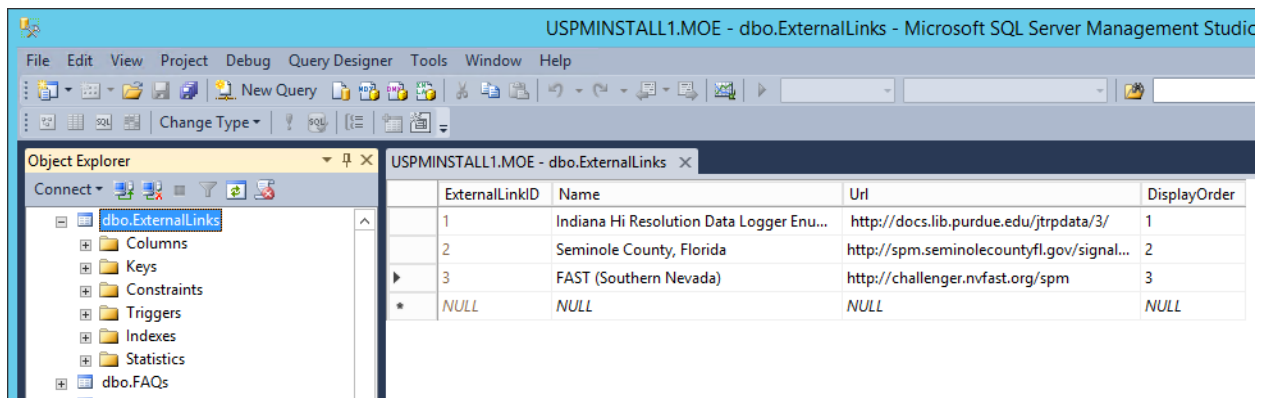 USPMINSTALL1.MOE - dbo.ExternalLinks - Microsoft SQL Server Management Studio
File Edit View Project Debug Query Designer Tools Window Help
New Query
Change Type
Object Explorer
USPMINSTALL1.MOE - dbo.ExternalLinks
Connect
ExternalLinkID Name Url DisplayOrder
dbo.ExternalLinks
1 Indiana Hi Resolution Data Logger Enu... http://docs.lib.purdue.edu/jtrpdata/3/ 1
Columns
2 Seminole County, Florida http://spm.seminolecountyfl.gov/signal... 2
Keys
3 FAST (Southern Nevada) http://challenger.nvfast.org/spm 3
Constraints
NULL NULL NULL NULL
Triggers
Indexes
Statistics
dbo.FAQs